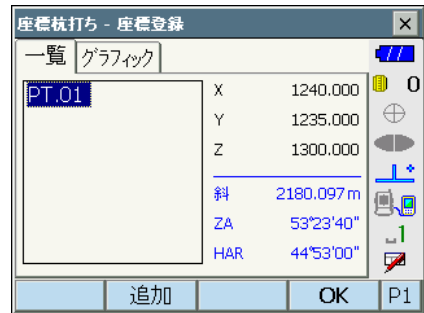 座標杭打ち - 座標登録
一覧 グラフィック
PT.01
X 1240.000
Y 1235.000
Z 1300.000
斜 2180.097m
ZA 53°23'40"
HAR 44°53'00"
0
1
追加 OK P1